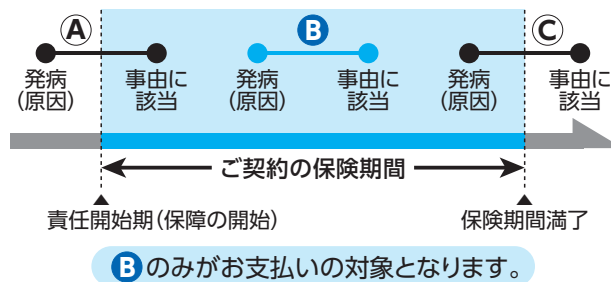 Ⓐ Ⓑ Ⓒ
発病 事由に 発病 事由に 発病 事由に
(原因) 該当 (原因) 該当 (原因) 該当
ご契約の保険期間
責任開始期(保障の開始) 保険期間満了
Ⓑのみがお支払いの対象となります。